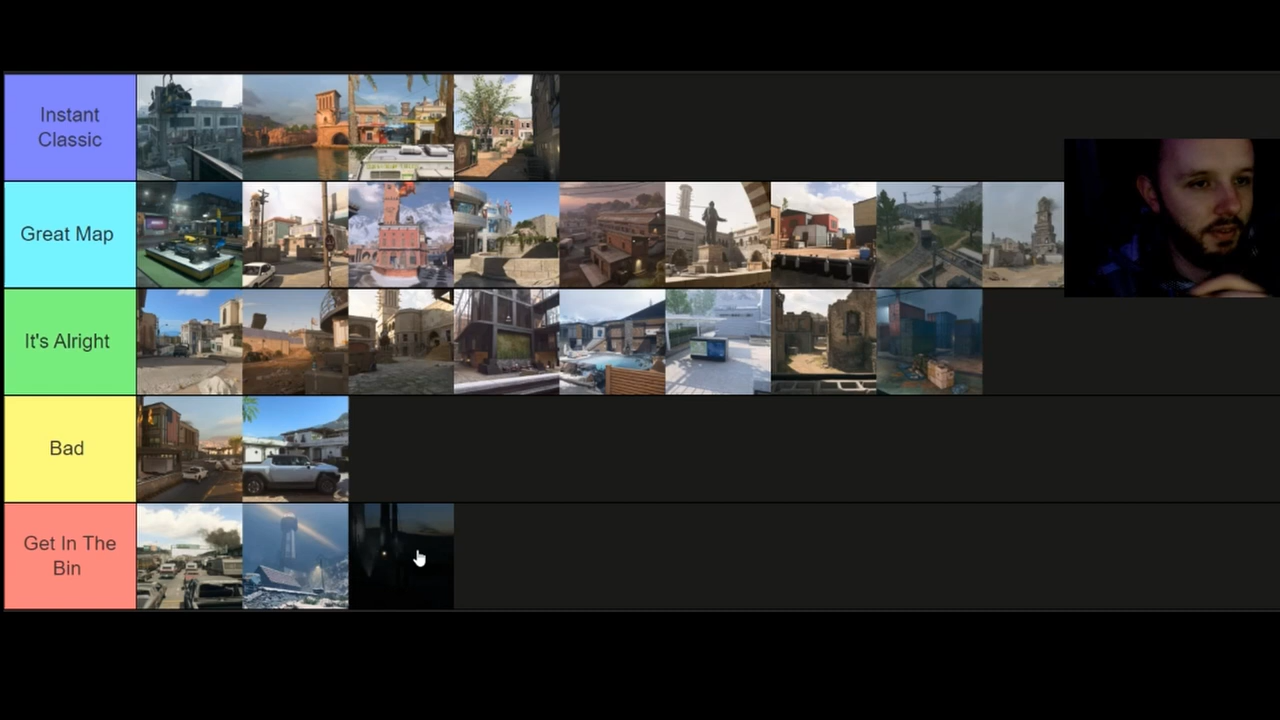 Instant
Classic
Great Map
It's Alright
Bad
Get In The
Bin